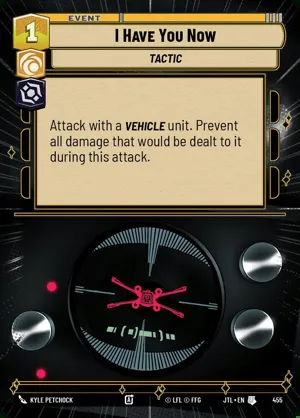 EVENT
1
I HAVE YOU NOW
TACTIC
Attack with a VEHICLE unit. Prevent
all damage that would be dealt to it
during this attack.
KYLE PETCHOCK
© LFL © FFG
JTL • EN
455